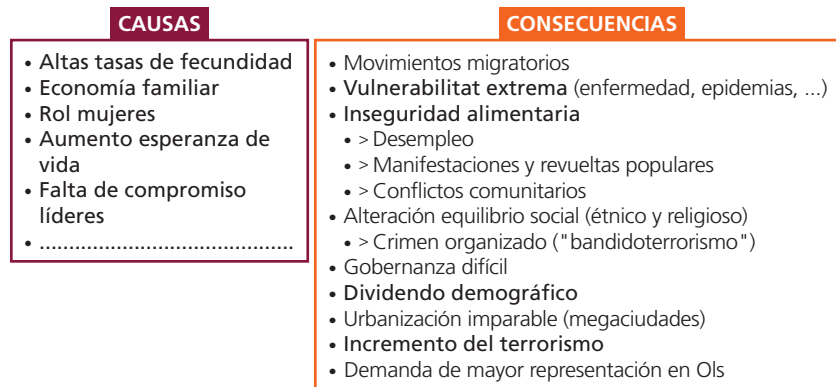 CAUSAS
• Altas tasas de fecundidad
• Economía familiar
• Rol mujeres
• Aumento esperanza de
vida
• Falta de compromiso
líderes
• ...........................................
CONSECUENCIAS
• Movimientos migratorios
• Vulnerabilitat extrema (enfermedad, epidemias, ...)
• Inseguridad alimentaria
• > Desempleo
• > Manifestaciones y revueltas populares
• > Conflictos comunitarios
• Alteración equilibrio social (étnico y religioso)
• > Crimen organizado ("bandidoterrorismo")
• Gobernanza difícil
• Dividendo demográfico
• Urbanización imparable (megaciudades)
• Incremento del terrorismo
• Demanda de mayor representación en OIs